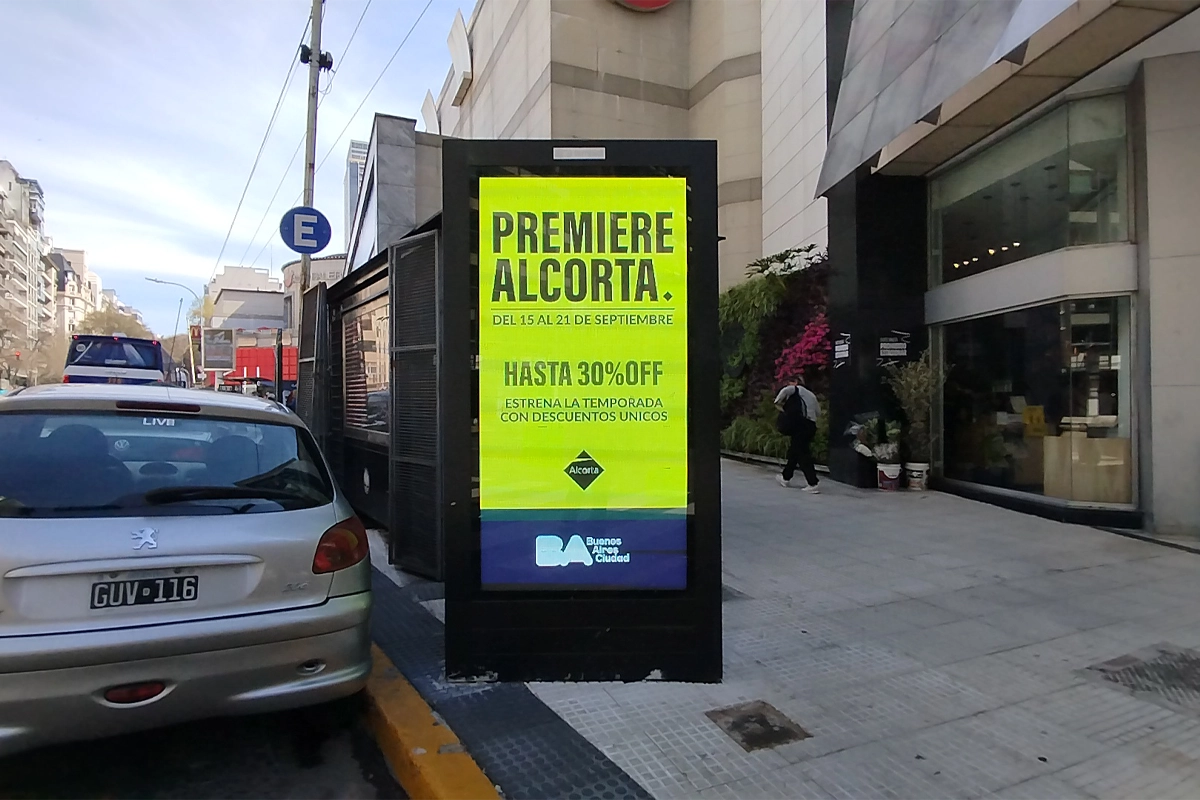 E
PREMIERE
ALCORTA.
DEL 15 AL 21 DE SEPTIEMBRE
HASTA 30%OFF
ESTRENA LA TEMPORADA
CON DESCUENTOS UNICOS
Alcorta
BA Buenos
Aires
Ciudad
LIVE
GUV 116